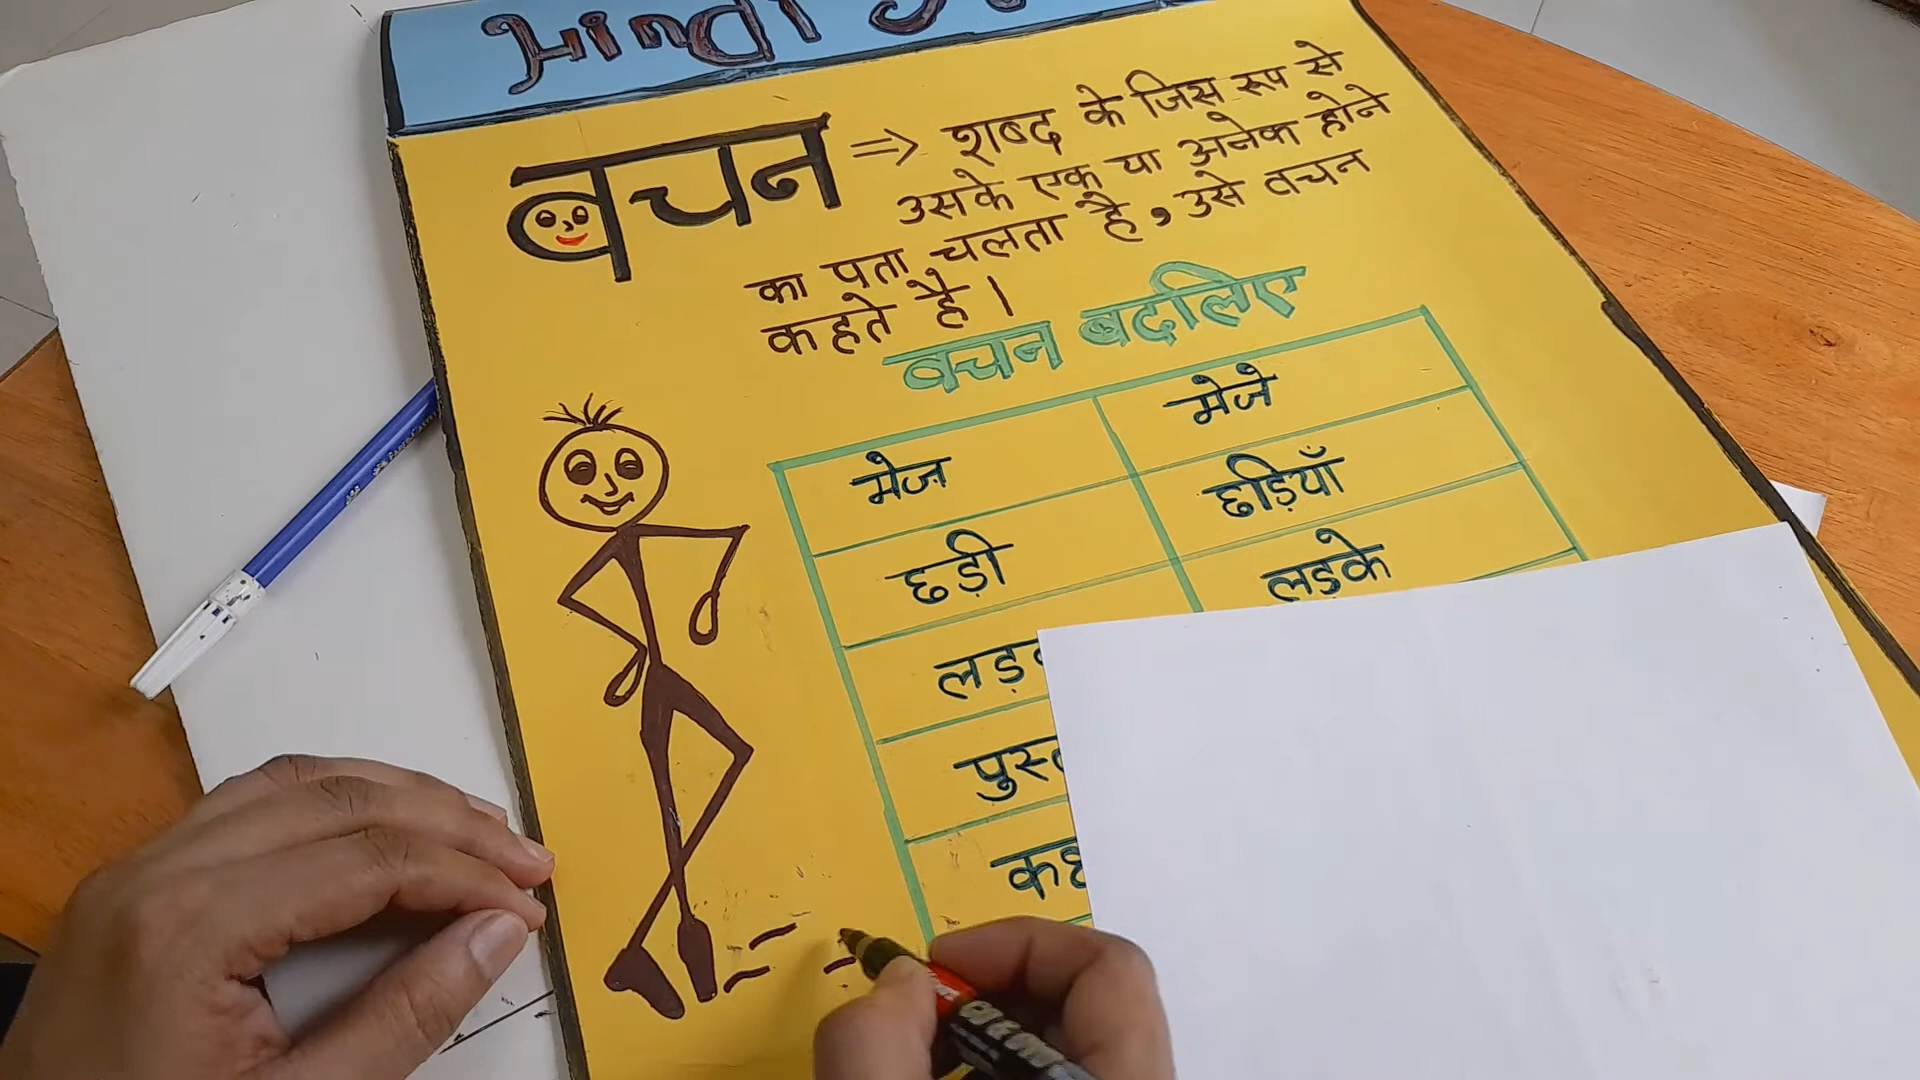 Hindi
वचन ⇒ शब्द के जिस रूप से
उसके एक या अनेक होने
का पता चलता है, उसे वचन
कहते है।
वचन बदलिए
मेज़ मेजे
छड़ी छड़ियाँ
लड़के